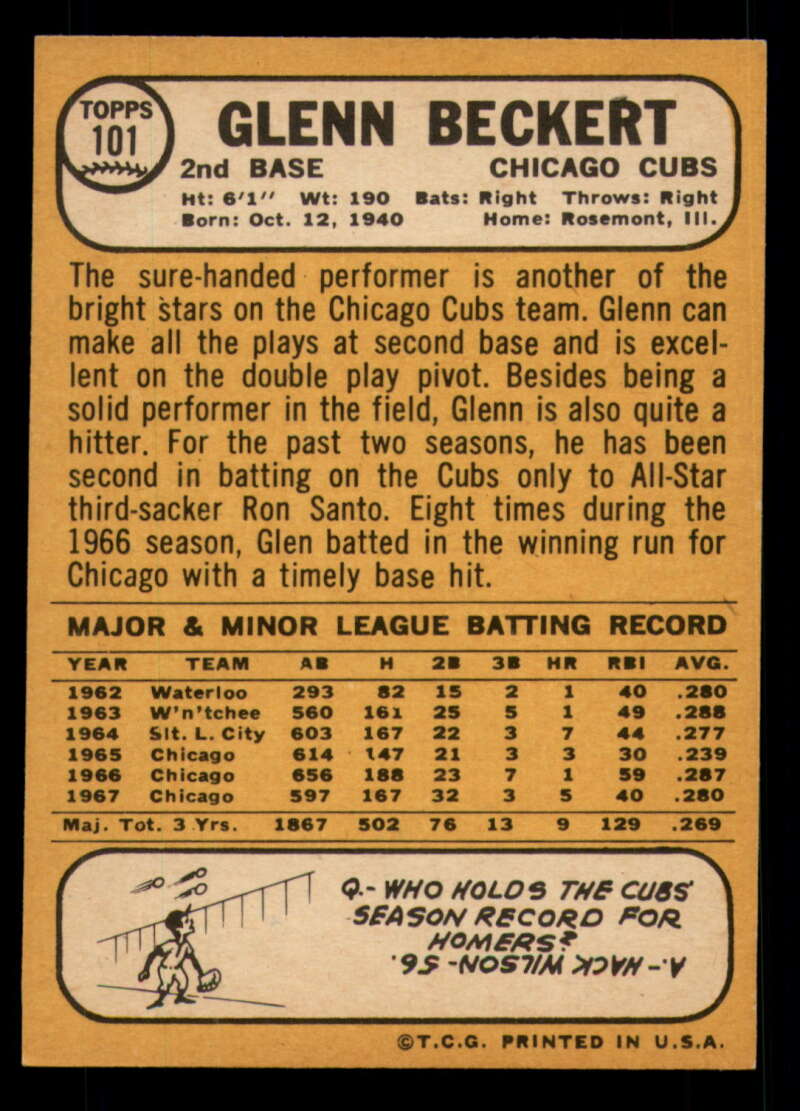 TOPPS
101
GLENN BECKERT
2nd BASE CHICAGO CUBS
Ht: 6'1" Wt: 190 Bats: Right Throws: Right
Born: Oct. 12, 1940 Home: Rosemont, Ill.
The sure-handed performer is another of the
bright stars on the Chicago Cubs team. Glenn can
make all the plays at second base and is excel-
lent on the double play pivot. Besides being a
solid performer in the field, Glenn is also quite a
hitter. For the past two seasons, he has been
second in batting on the Cubs only to All-Star
third-sacker Ron Santo. Eight times during the
1966 season, Glen batted in the winning run for
Chicago with a timely base hit.
MAJOR & MINOR LEAGUE BATTING RECORD
YEAR TEAM AB H 2B 3B HR RBI AVG.
1962 Waterloo 293 82 15 2 1 40 .280
1963 W'n'tchee 560 161 25 5 1 49 .288
1964 Slt. L. City 603 167 22 3 7 44 .277
1965 Chicago 614 147 21 3 3 30 .239
1966 Chicago 656 188 23 7 1 59 .287
1967 Chicago 597 167 32 3 5 40 .280
Maj. Tot. 3 Yrs. 1867 502 76 13 9 129 .269
Q.- WHO HOLDS THE CUBS'
SEASON RECORD FOR
HOMERS?
A.- HACK WILSON- 56.
©T.C.G. PRINTED IN U.S.A.